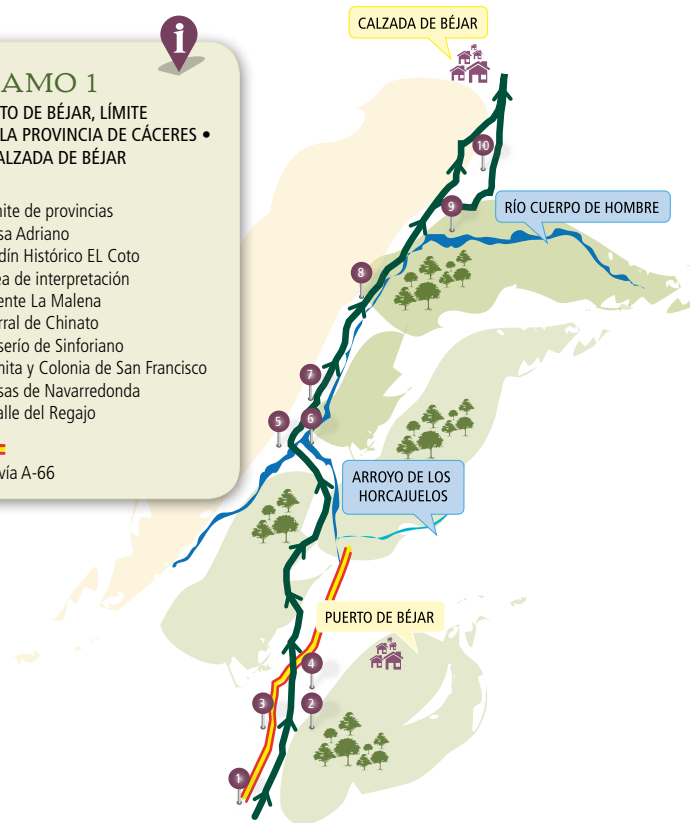 CALZADA DE BÉJAR
i
AMO 1
TO DE BÉJAR, LÍMITE
LA PROVINCIA DE CÁCERES •
ALZADA DE BÉJAR
ite de provincias
sa Adriano
dín Histórico EL Coto
ea de interpretación
ente La Malena
rral de Chinato
serío de Sinforiano
mita y Colonia de San Francisco
sas de Navarredonda
alle del Regajo
vía A-66
10
9
RÍO CUERPO DE HOMBRE
8
7
6
5
ARROYO DE LOS
HORCAJUELOS
PUERTO DE BÉJAR
4
3
2
1